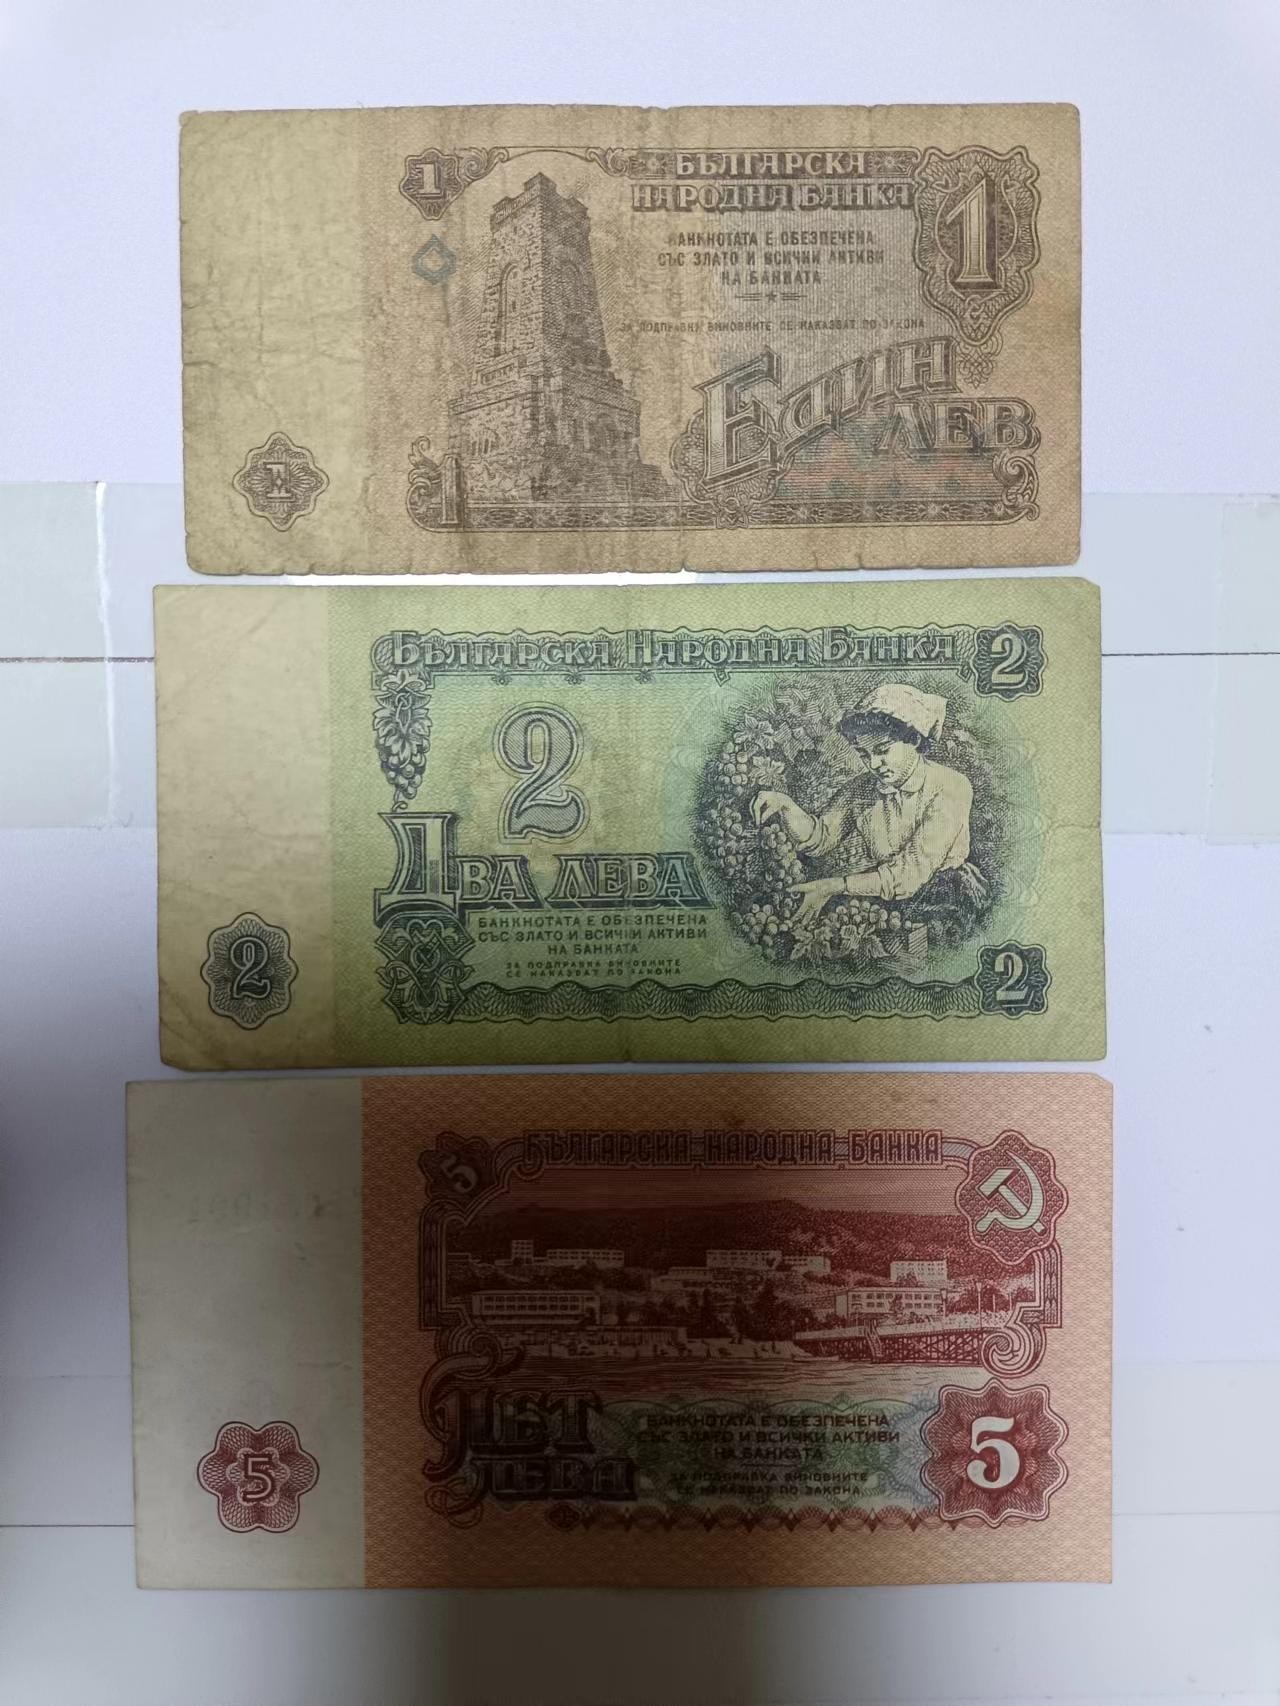 1
БЪЛГАРСКА
НАРОДНА БАНКА
1
БАНКНОТАТА Е ОБЕЗПЕЧЕНА
СЪС ЗЛАТО И ВСИЧКИ АКТИВИ
НА БАНКАТА
ЗА ПОДПРАВКА ВИНОВНИТЕ СЕ НАКАЗВАТ ПО ЗАКОНА
ЕДИН
ЛЕВ
1
1
БЪЛГАРСКА НАРОДНА БАНКА
2
2
ДВА ЛЕВА
БАНКНОТАТА Е ОБЕЗПЕЧЕНА
СЪС ЗЛАТО И ВСИЧКИ АКТИВИ
НА БАНКАТА
ЗА ПОДПРАВКА ВИНОВНИТЕ
СЕ НАКАЗВАТ ПО ЗАКОНА
2
2
5
БЪЛГАРСКА НАРОДНА БАНКА
ПЕТ
ЛЕВА
БАНКНОТАТА Е ОБЕЗПЕЧЕНА
СЪС ЗЛАТО И ВСИЧКИ АКТИВИ
НА БАНКАТА
ЗА ПОДПРАВКА ВИНОВНИТЕ
СЕ НАКАЗВАТ ПО ЗАКОНА
5
5